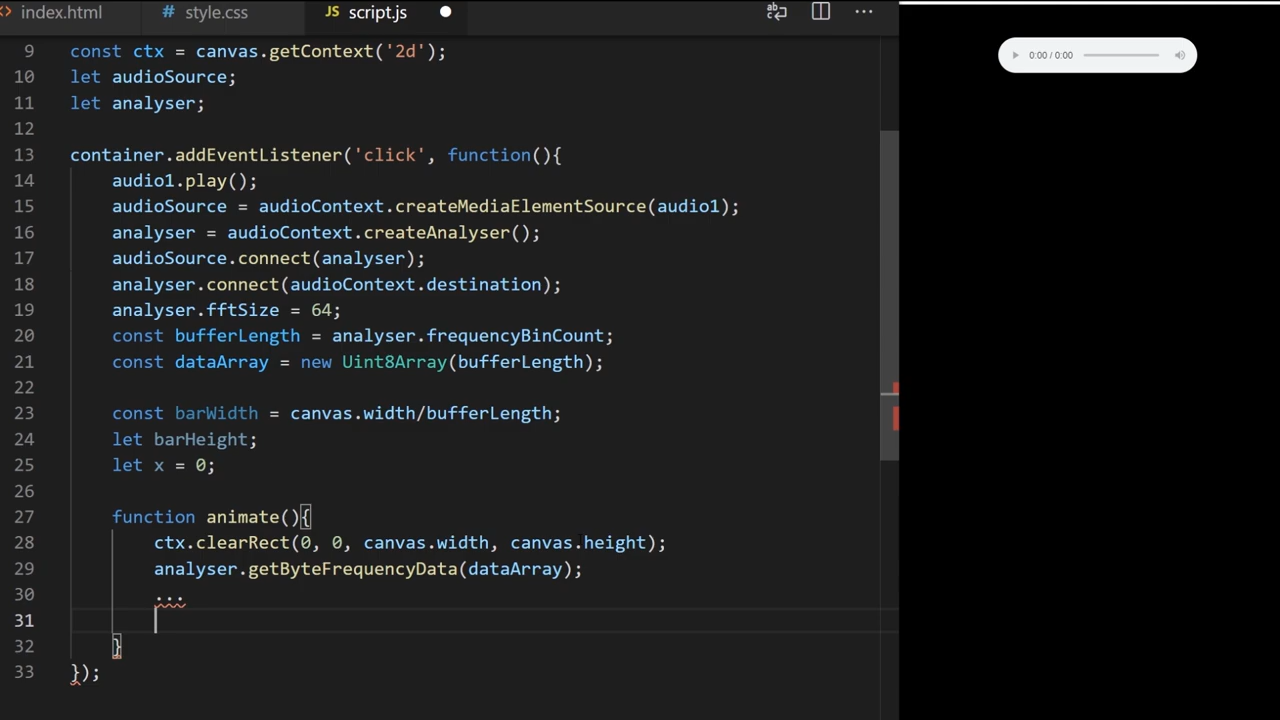 index.html # style.css JS script.js
0:00 / 0:00
9 const ctx = canvas.getContext('2d');
10 let audioSource;
11 let analyser;
12
13 container.addEventListener('click', function(){
14 audio1.play();
15 audioSource = audioContext.createMediaElementSource(audio1);
16 analyser = audioContext.createAnalyser();
17 audioSource.connect(analyser);
18 analyser.connect(audioContext.destination);
19 analyser.fftSize = 64;
20 const bufferLength = analyser.frequencyBinCount;
21 const dataArray = new Uint8Array(bufferLength);
22
23 const barWidth = canvas.width/bufferLength;
24 let barHeight;
25 let x = 0;
26
27 function animate(){
28 ctx.clearRect(0, 0, canvas.width, canvas.height);
29 analyser.getByteFrequencyData(dataArray);
30 ...
31
32 }
33 });